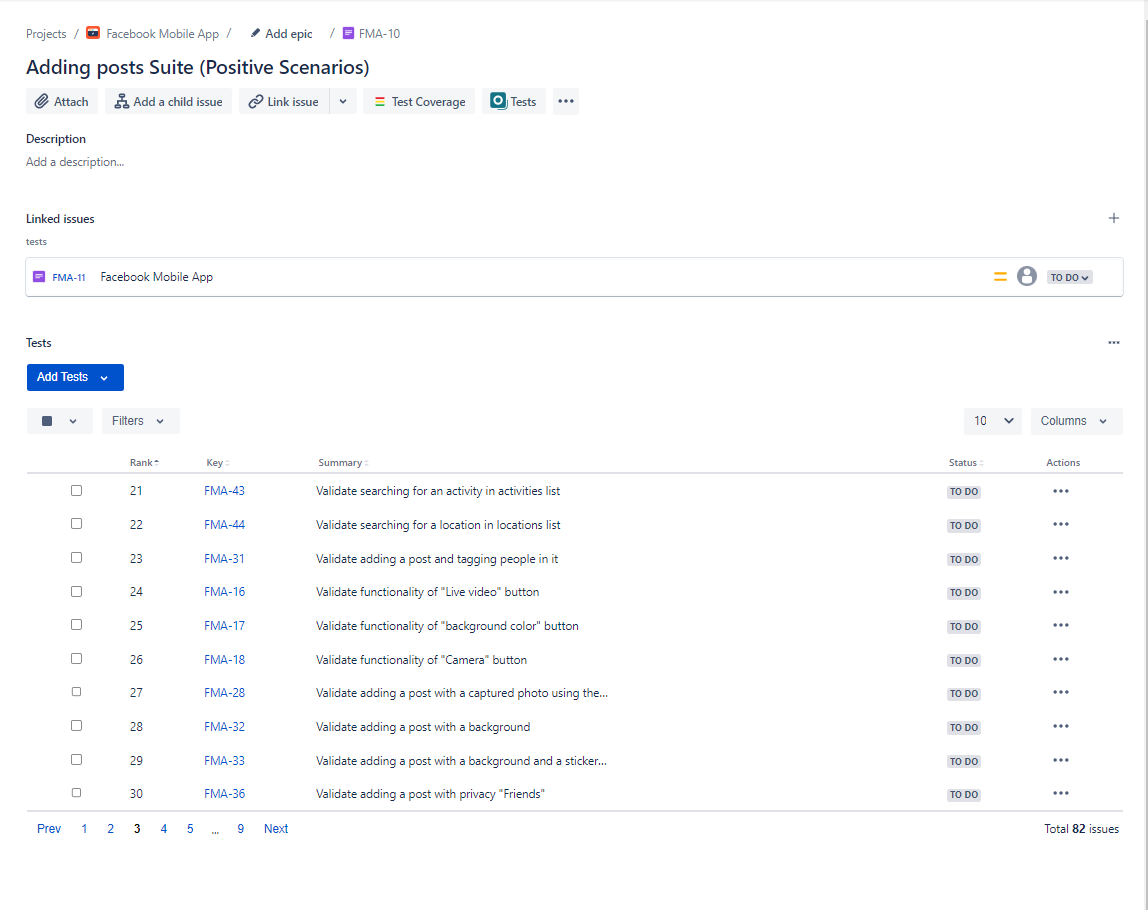 Projects / Facebook Mobile App / Add epic / FMA-10
Adding posts Suite (Positive Scenarios)
Attach Add a child issue Link issue Test Coverage Tests
Description
Add a description...
Linked issues
tests
FMA-11 Facebook Mobile App TO DO
Tests
Add Tests
Filters 10 Columns
Rank Key Summary Status Actions
21 FMA-43 Validate searching for an activity in activities list TO DO
22 FMA-44 Validate searching for a location in locations list TO DO
23 FMA-31 Validate adding a post and tagging people in it TO DO
24 FMA-16 Validate functionality of "Live video" button TO DO
25 FMA-17 Validate functionality of "background color" button TO DO
26 FMA-18 Validate functionality of "Camera" button TO DO
27 FMA-28 Validate adding a post with a captured photo using the... TO DO
28 FMA-32 Validate adding a post with a background TO DO
29 FMA-33 Validate adding a post with a background and a sticker... TO DO
30 FMA-36 Validate adding a post with privacy "Friends" TO DO
Prev 1 2 3 4 5 ... 9 Next Total 82 issues